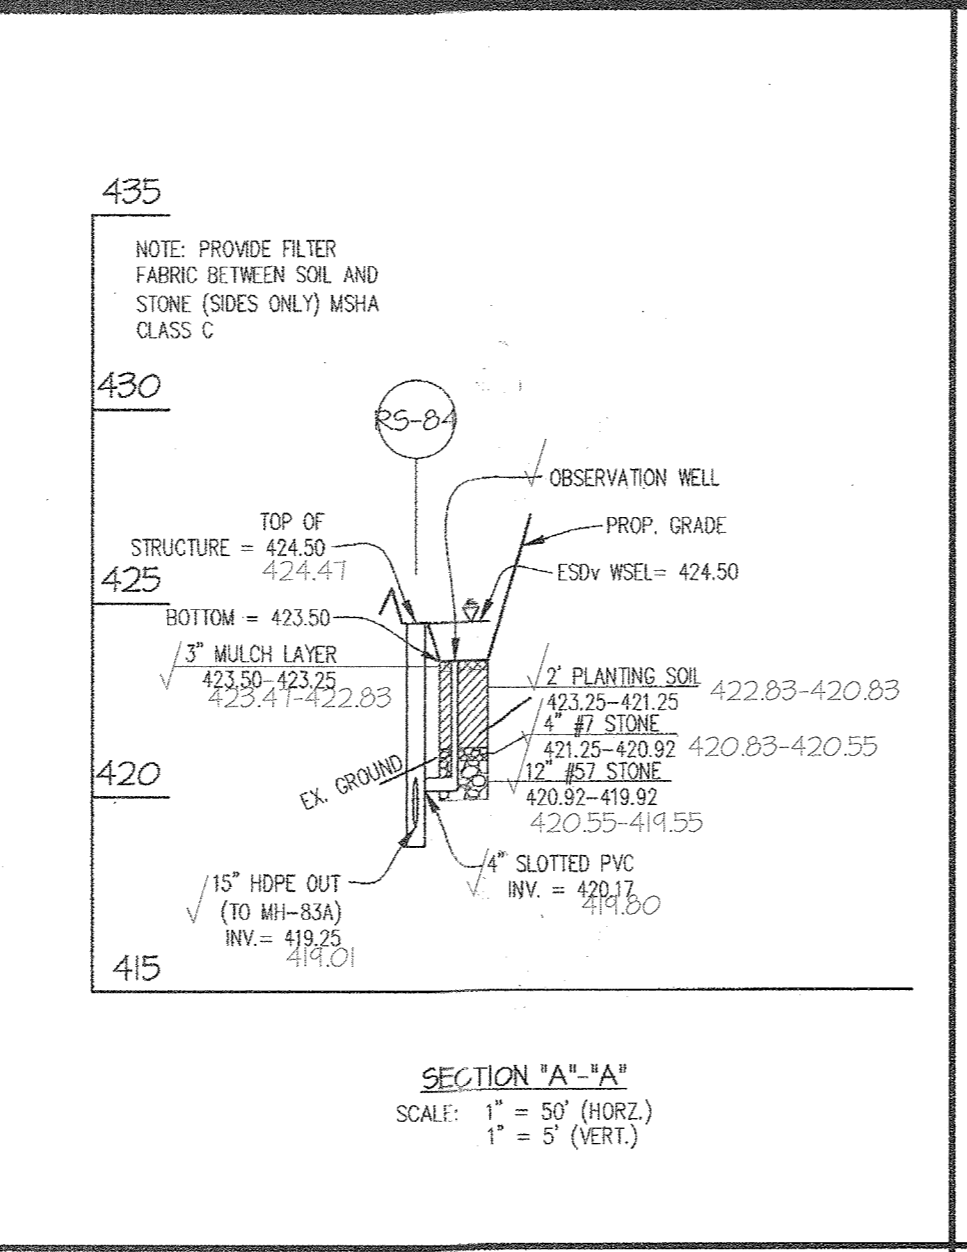 435
NOTE: PROVIDE FILTER
FABRIC BETWEEN SOIL AND
STONE (SIDES ONLY) MSHA
CLASS C
430
RS-84
OBSERVATION WELL
TOP OF
STRUCTURE = 424.50
424.47
PROP. GRADE
425
ESDv WSEL= 424.50
BOTTOM = 423.50
3" MULCH LAYER
423.50-423.25
423.47-422.83
2' PLANTING SOIL
423.25-421.25
422.83-420.83
4" #7 STONE
421.25-420.92
420.83-420.55
12" #57 STONE
420.92-419.92
420.55-419.55
420
EX. GROUND
4" SLOTTED PVC
INV. = 420.17
419.80
15" HDPE OUT
(TO MH-83A)
INV.= 419.25
419.01
415
SECTION "A"-"A"
SCALE: 1" = 50' (HORZ.)
1" = 5' (VERT.)